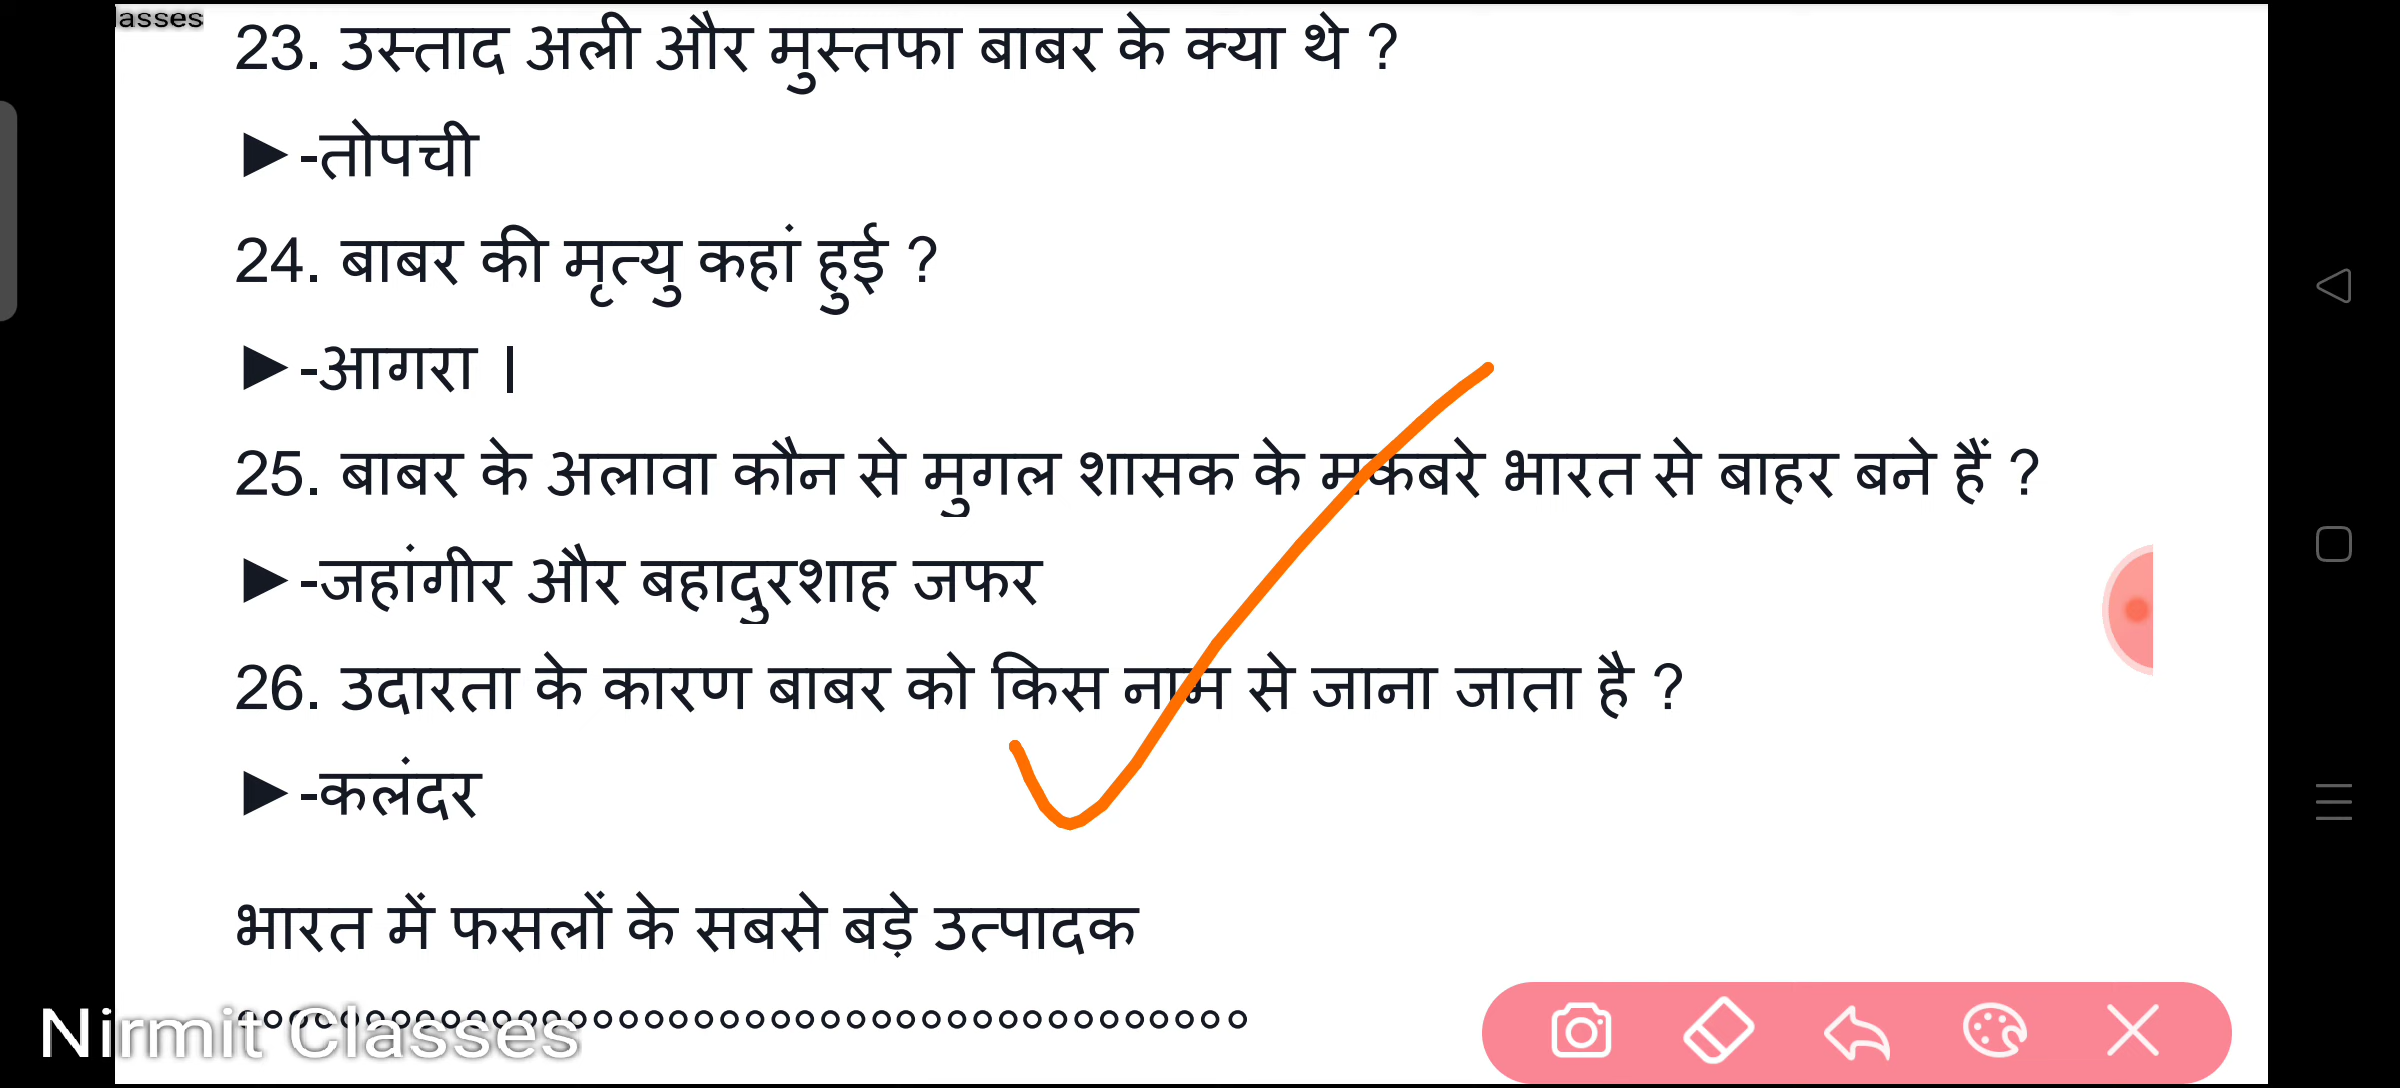 lasses
23. उस्ताद अली और मुस्तफा बाबर के क्या थे ?
►-तोपची
24. बाबर की मृत्यु कहां हुई ?
►-आगरा ।
25. बाबर के अलावा कौन से मुगल शासक के मकबरे भारत से बाहर बने हैं ?
►-जहांगीर और बहादुरशाह जफर
26. उदारता के कारण बाबर को किस नाम से जाना जाता है ?
►-कलंदर
भारत में फसलों के सबसे बड़े उत्पादक
Nirmit Classes